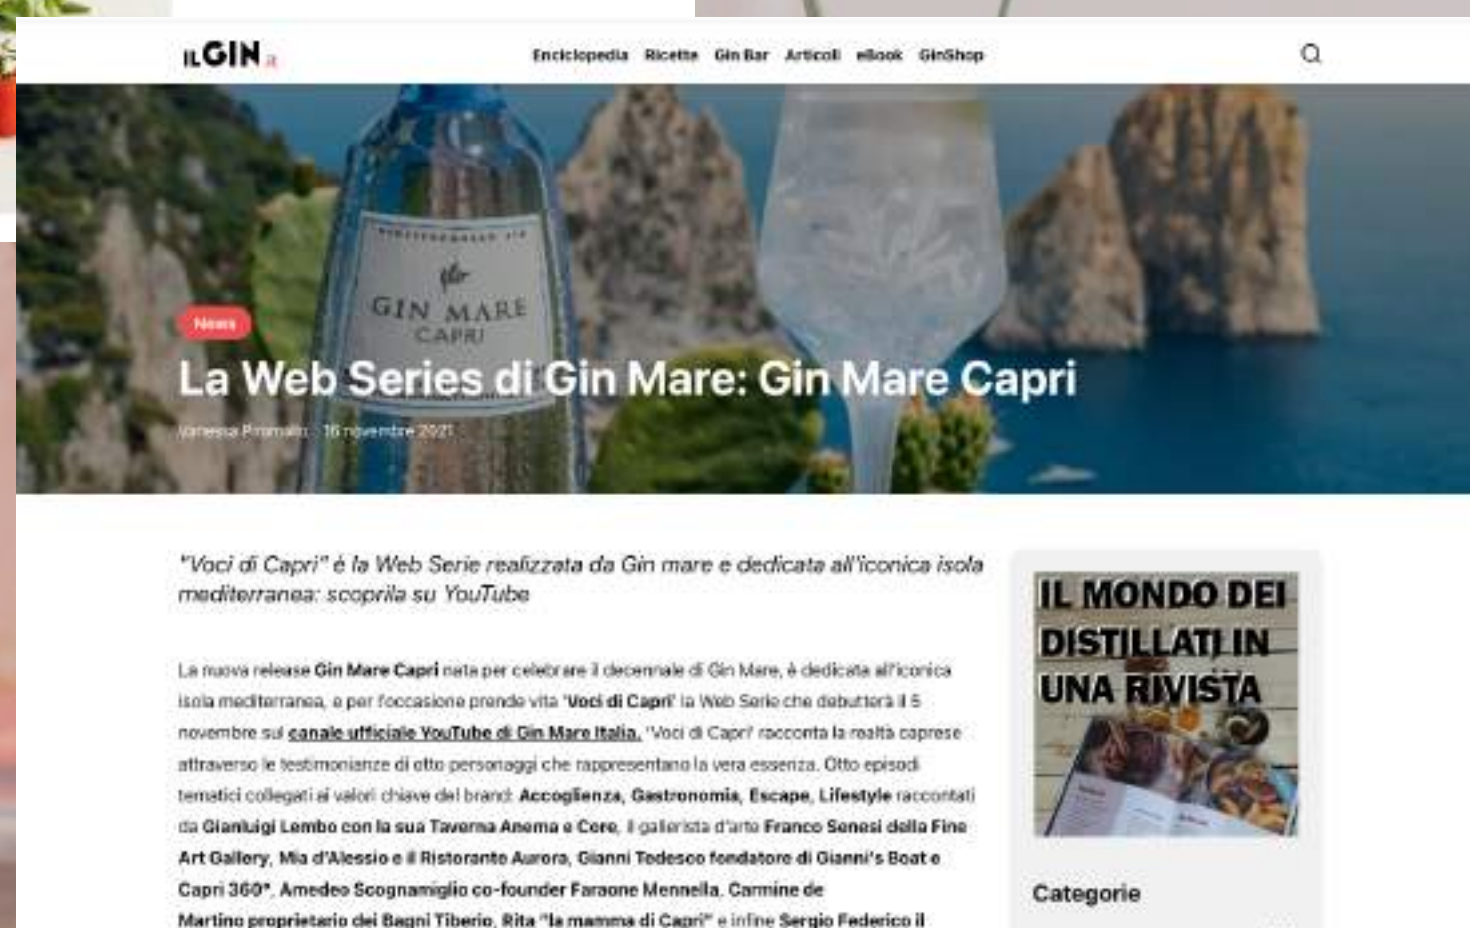 ILGIN.it
Enciclopedia Ricette Gin Bar Articoli eBook GinShop
GIN MARE
CAPRI
News
La Web Series di Gin Mare: Gin Mare Capri
Vanessa Piromallo 16 novembre 2021
"Voci di Capri" è la Web Serie realizzata da Gin mare e dedicata all'iconica isola
mediterranea: scoprila su YouTube
La nuova release Gin Mare Capri nata per celebrare il decennale di Gin Mare, è dedicata all'iconica
isola mediterranea, e per l'occasione prende vita 'Voci di Capri' la Web Serie che debutterà il 5
novembre sul canale ufficiale YouTube di Gin Mare Italia. 'Voci di Capri' racconta la realtà caprese
attraverso le testimonianze di otto personaggi che rappresentano la vera essenza. Otto episodi
tematici collegati ai valori chiave del brand: Accoglienza, Gastronomia, Escape, Lifestyle raccontati
da Gianluigi Lembo con la sua Taverna Anema e Core, il gallerista d'arte Franco Senesi della Fine
Art Gallery, Mia d'Alessio e il Ristorante Aurora, Gianni Tedesco fondatore di Gianni's Boat e
Capri 360°, Amedeo Scognamiglio co-founder Faraone Mennella, Carmine de
Martino proprietario dei Bagni Tiberio, Rita "la mamma di Capri" e infine Sergio Federico il
IL MONDO DEI
DISTILLATI IN
UNA RIVISTA
Categorie